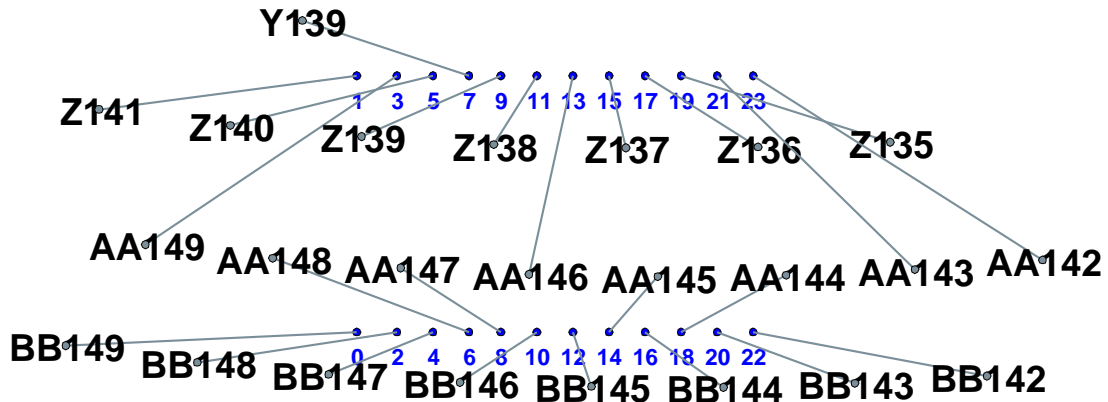 Y139
1 3 5 7 9 11 13 15 17 19 21 23
Z141 Z140 Z139 Z138 Z137 Z136 Z135
AA149 AA148 AA147 AA146 AA145 AA144 AA143 AA142
0 2 4 6 8 10 12 14 16 18 20 22
BB149 BB148 BB147 BB146 BB145 BB144 BB143 BB142